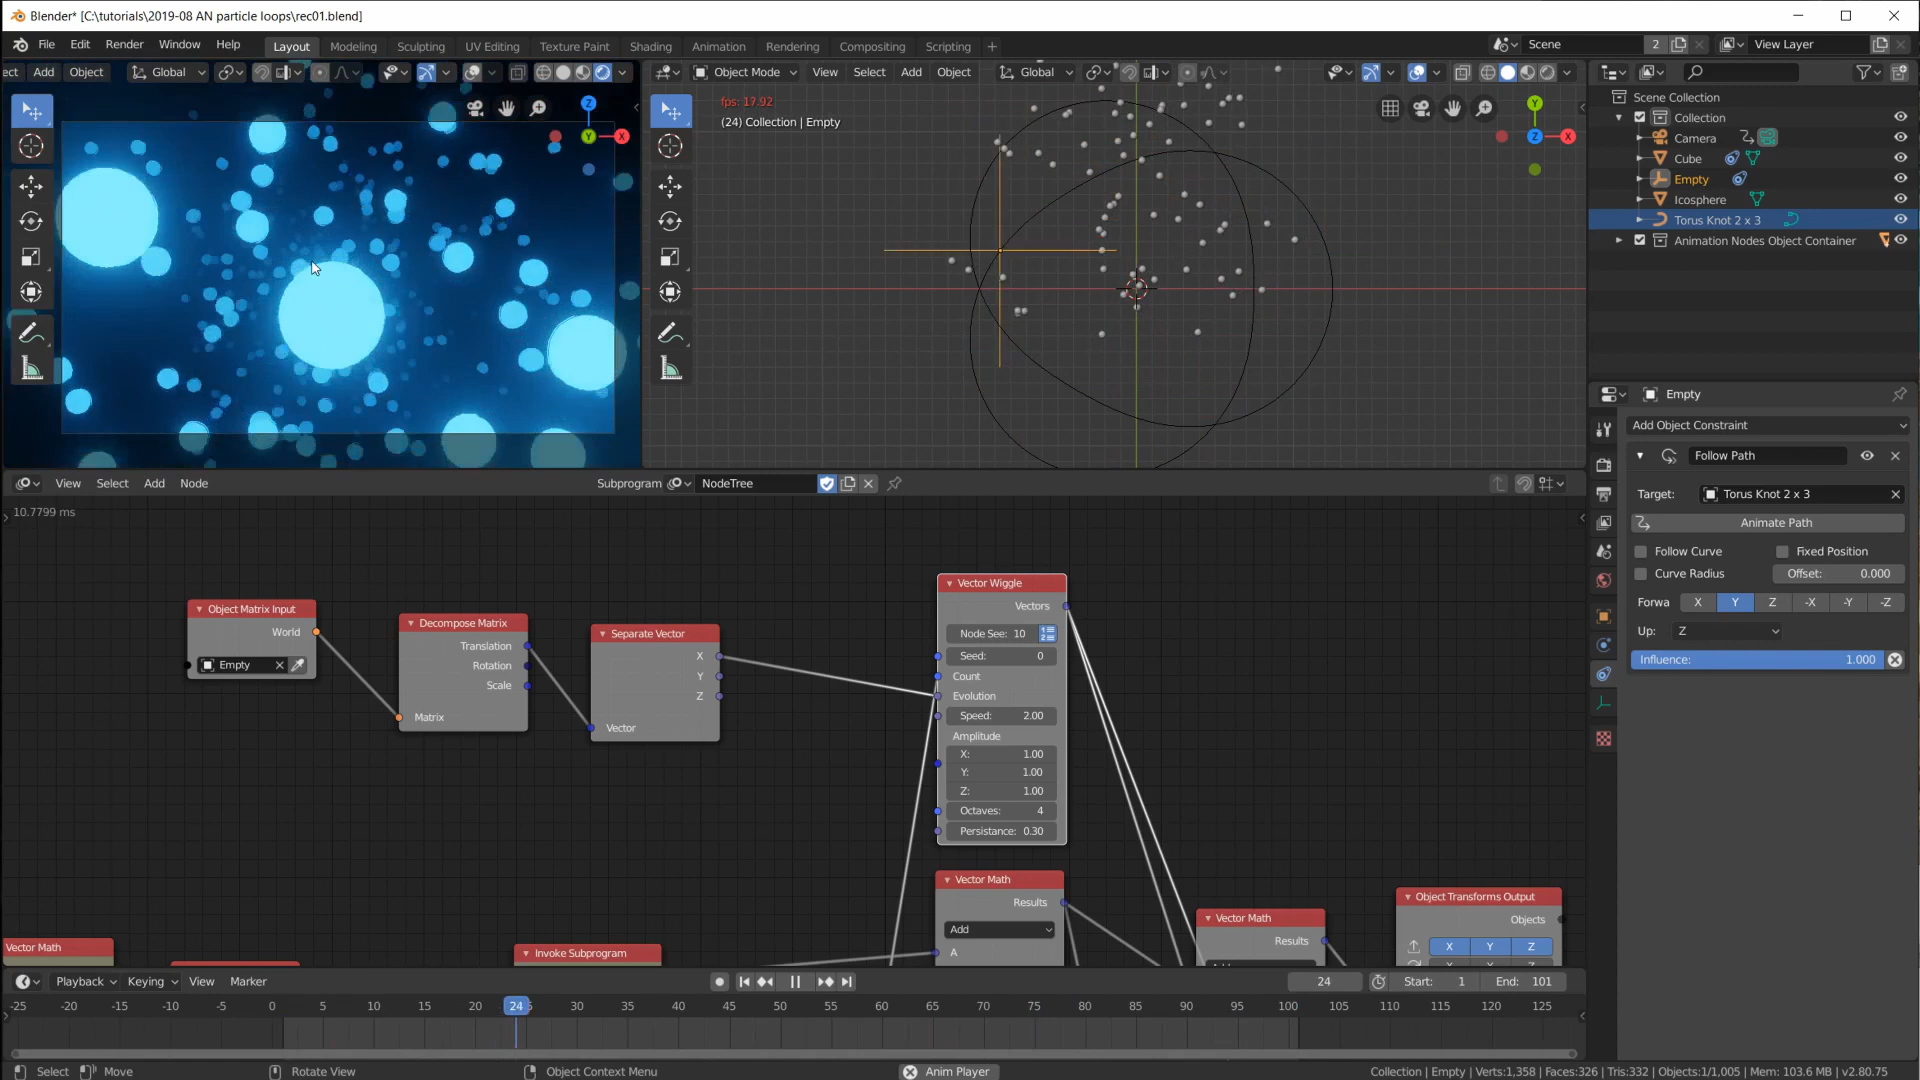 Blender* [C:\tutorials\2019-08 AN particle loops\rec01.blend]
File Edit Render Window Help Layout Modeling Sculpting UV Editing Texture Paint Shading Animation Rendering Compositing Scripting + Scene 2 View Layer
ect Add Object Global Object Mode View Select Add Object Global
fps: 17.92
(24) Collection | Empty
Z
Y
X
Y
Z
X
Scene Collection
Collection
Camera
Cube
Empty
Icosphere
Torus Knot 2 x 3
Animation Nodes Object Container
Empty
Add Object Constraint
Follow Path
Target: Torus Knot 2 x 3
Animate Path
Follow Curve Fixed Position
Curve Radius Offset: 0.000
Forwa X Y Z -X -Y -Z
Up: Z
Influence: 1.000
View Select Add Node Subprogram NodeTree
10.7799 ms
Object Matrix Input
World
Empty
Decompose Matrix
Translation
Rotation
Scale
Matrix
Separate Vector
X
Y
Z
Vector
Vector Wiggle
Vectors
Node See: 10
Seed: 0
Count
Evolution
Speed: 2.00
Amplitude
X: 1.00
Y: 1.00
Z: 1.00
Octaves: 4
Persistance: 0.30
Vector Math
Results
Add
A
Vector Math
Results
Object Transforms Output
Objects
X Y Z
Vector Math
Invoke Subprogram
Playback Keying View Marker 24 Start: 1 End: 101
-25 -20 -15 -10 -5 0 5 10 15 20 24 30 35 40 45 50 55 60 65 70 75 80 85 90 95 100 105 110 115 120 125
Select Move Rotate View Object Context Menu Anim Player Collection | Empty | Verts:1,358 | Faces:326 | Tris:332 | Objects:1/1,005 | Mem: 103.6 MB | v2.80.75